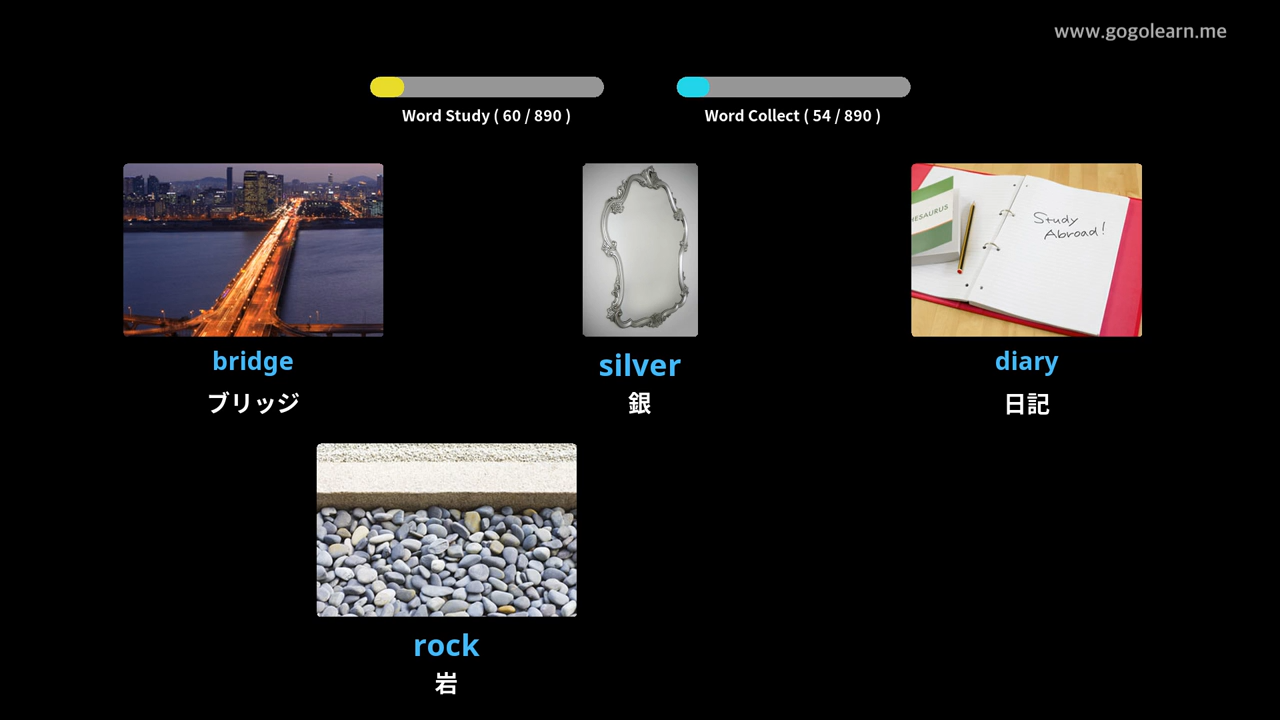 www.gogolearn.me
Word Study ( 60 / 890 )
Word Collect ( 54 / 890 )
THESAURUS
Study
Abroad!
bridge
ブリッジ
silver
銀
diary
日記
rock
岩